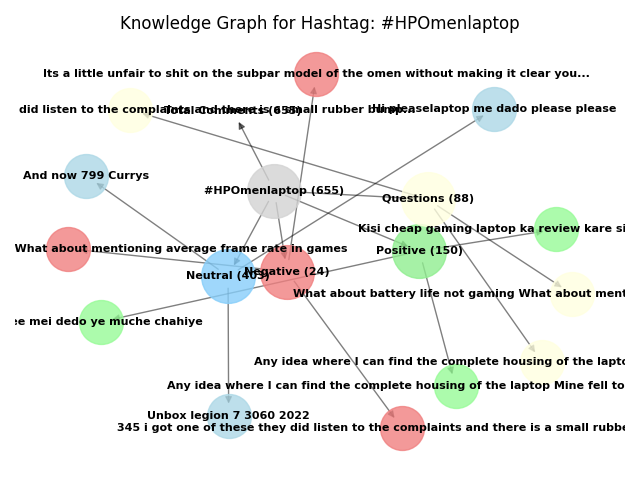 Knowledge Graph for Hashtag: #HPOmenlaptop
Its a little unfair to shit on the subpar model of the omen without making it clear you...
did listen to the complaints and there is a small rubber bump...
Total Comments (655)
Hi please laptop me dado please please
And now 799 Currys
#HPOmenlaptop (655)
Questions (88)
Kisi cheap gaming laptop ka review kare si
What about mentioning average frame rate in games
Positive (150)
Negative (24)
Neutral (403)
What about battery life not gaming What about ment
ee mei dedo ye muche chahiye
Any idea where I can find the complete housing of the lapto
Any idea where I can find the complete housing of the laptop Mine fell to
Unbox legion 7 3060 2022
345 i got one of these they did listen to the complaints and there is a small rubbe